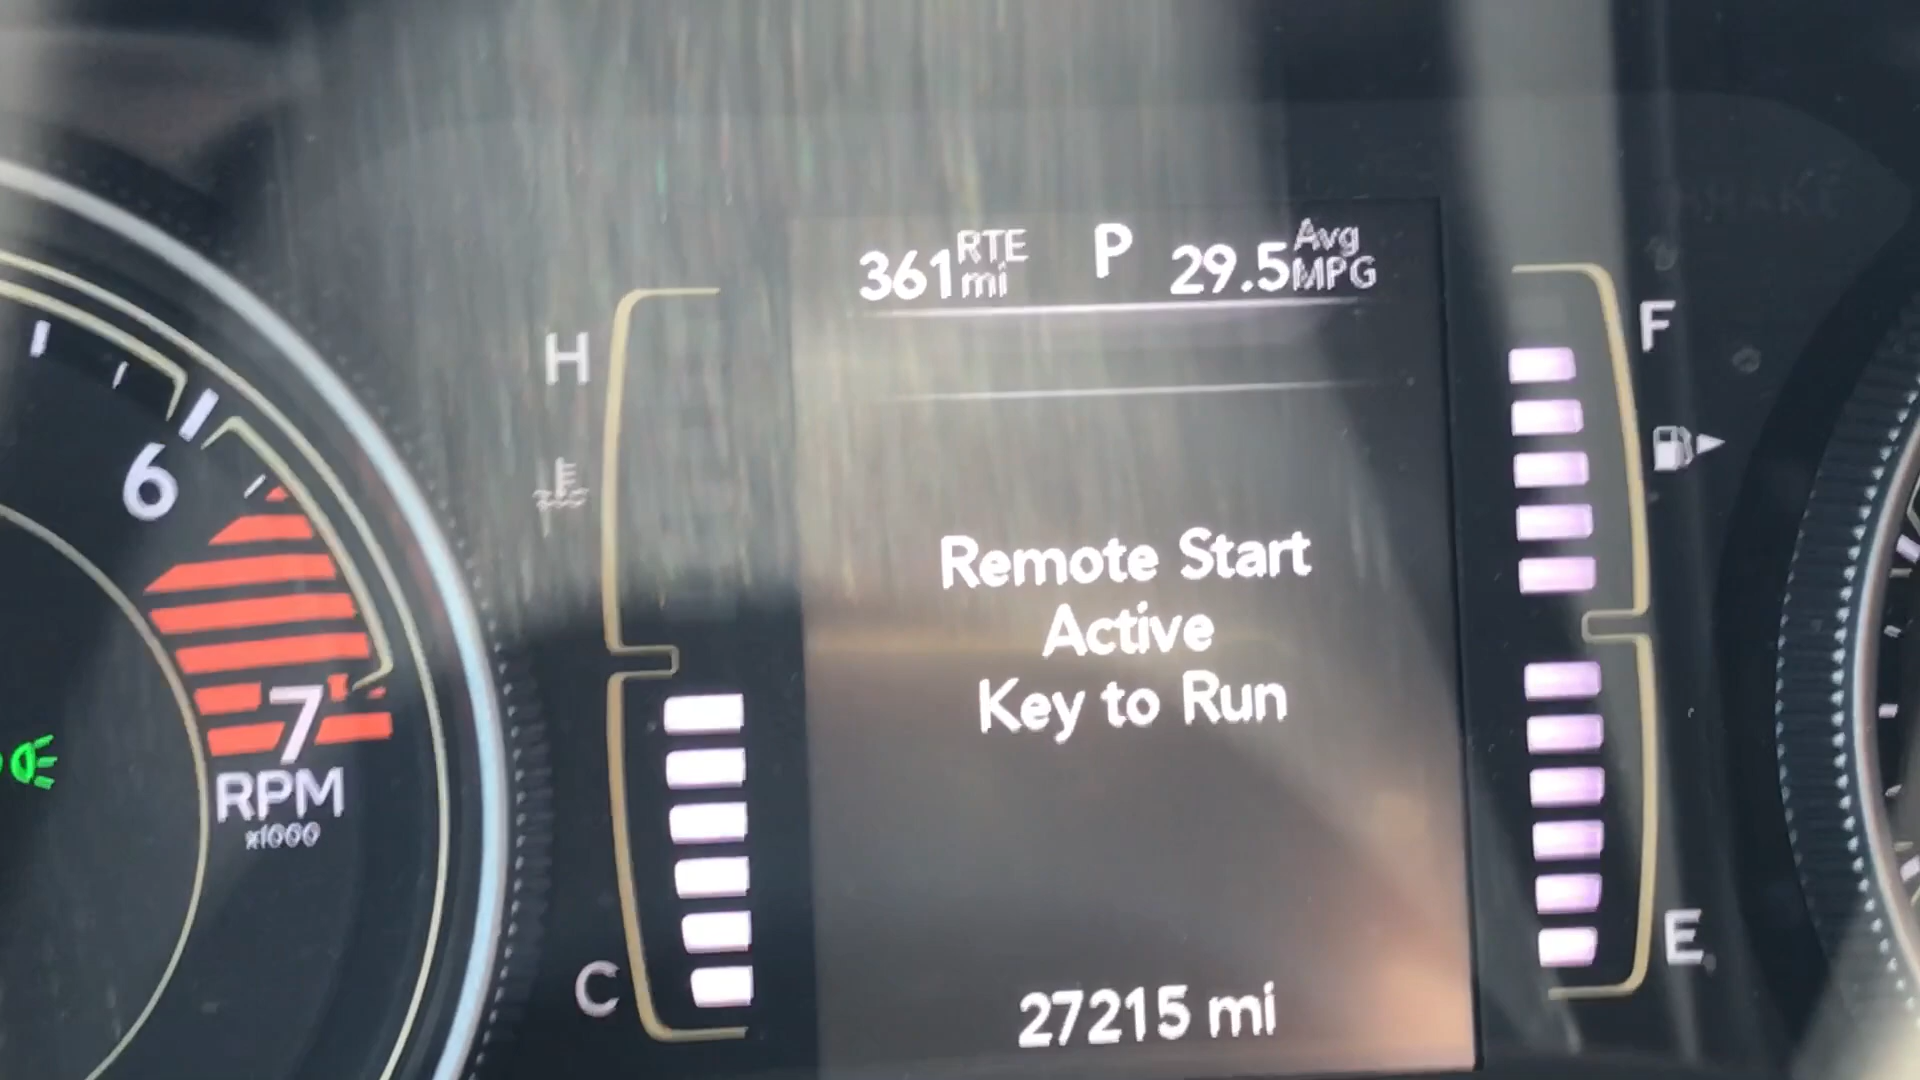 361 RTE mi P 29.5 Avg MPG
H
F
6
Remote Start
Active
Key to Run
7
RPM
x1000
C
E
27215 mi